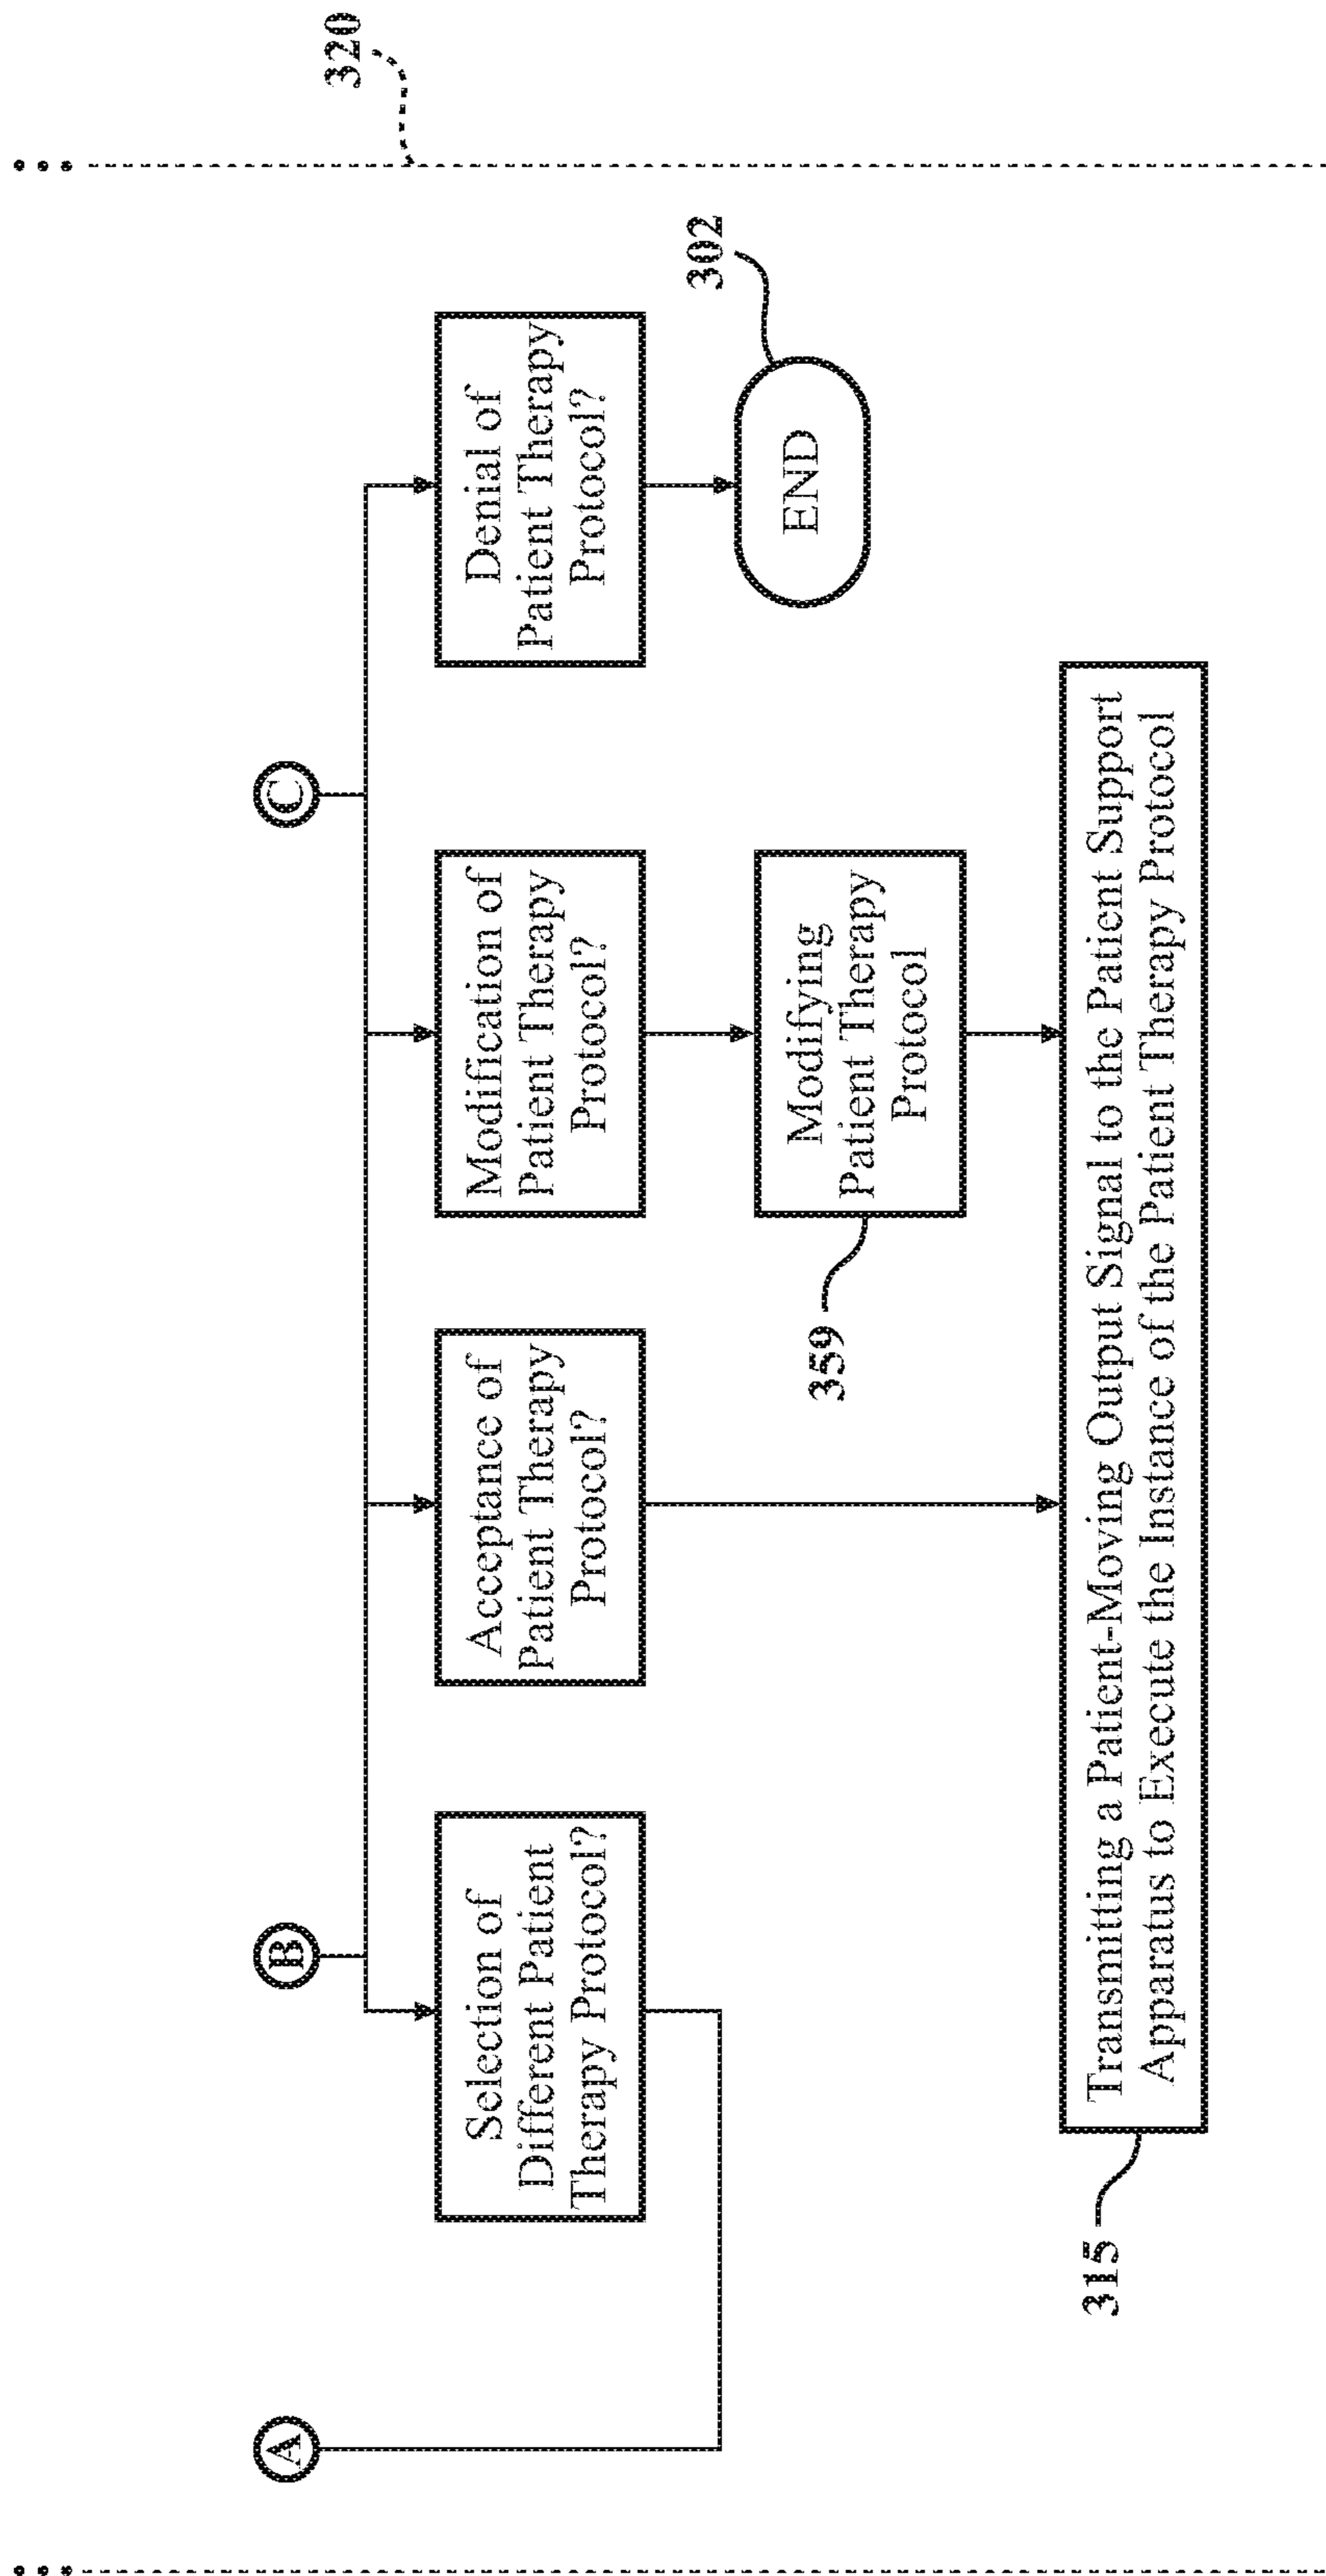 320
A
B
C
Selection of
Different Patient
Therapy Protocol?
Acceptance of
Patient Therapy
Protocol?
Modification of
Patient Therapy
Protocol?
Denial of
Patient Therapy
Protocol?
302
END
359
Modifying
Patient Therapy
Protocol
315
Transmitting a Patient-Moving Output Signal to the Patient Support
Apparatus to Execute the Instance of the Patient Therapy Protocol